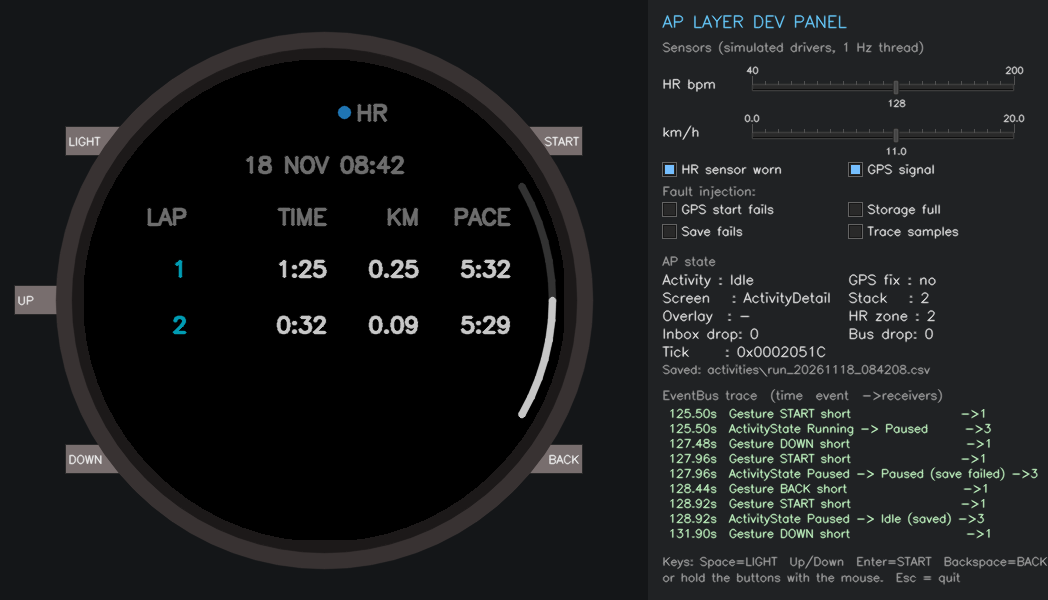 HR
18 NOV 08:42
LAP TIME KM PACE
1 1:25 0.25 5:32
2 0:32 0.09 5:29
LIGHT
START
UP
DOWN
BACK
AP LAYER DEV PANEL
Sensors (simulated drivers, 1 Hz thread)
40 200
HR bpm
128
0.0 20.0
km/h
11.0
HR sensor worn GPS signal
Fault injection:
GPS start fails Storage full
Save fails Trace samples
AP state
Activity : Idle GPS fix : no
Screen : ActivityDetail Stack : 2
Overlay : - HR zone : 2
Inbox drop: 0 Bus drop: 0
Tick : 0x0002051C
Saved: activities\run_20261118_084208.csv
EventBus trace (time event ->receivers)
125.50s Gesture START short ->1
125.50s ActivityState Running -> Paused ->3
127.48s Gesture DOWN short ->1
127.96s Gesture START short ->1
127.96s ActivityState Paused -> Paused (save failed) ->3
128.44s Gesture BACK short ->1
128.92s Gesture START short ->1
128.92s ActivityState Paused -> Idle (saved) ->3
131.90s Gesture DOWN short ->1
Keys: Space=LIGHT Up/Down Enter=START Backspace=BACK
or hold the buttons with the mouse. Esc = quit